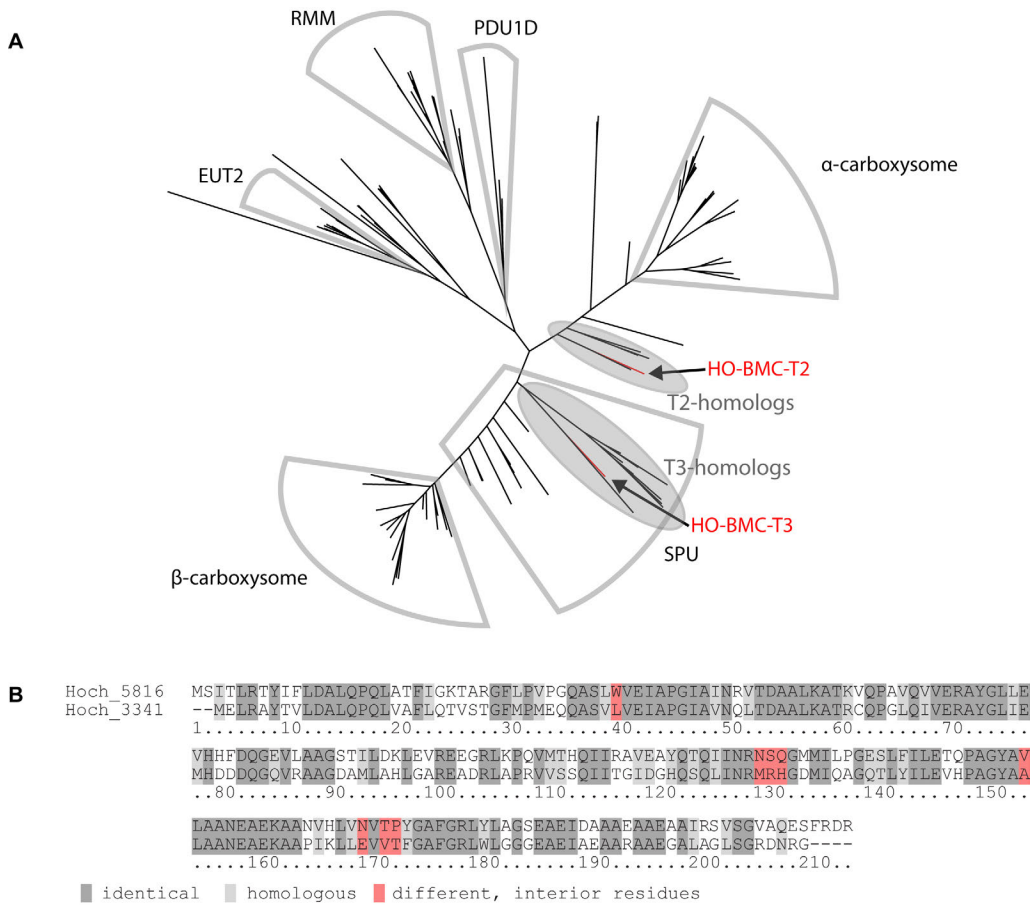 A
RMM
PDU1D
α-carboxysome
EUT2
HO-BMC-T2
T2-homologs
T3-homologs
HO-BMC-T3
SPU
β-carboxysome
B
Hoch_5816 MSITLRTYIFLDALQPQLATFIGKTARGFLPVPGQASLWVEIAPGIAINRVTDAALKATKVQPAVQVVERAYGLLE
Hoch_3341 --MELRAYTVLDALQPQLVAFLQTVSTGFMPMEQQASVLVEIAPGIAVNQLTDAALKATRCQPGLQIVERAYGLIE
1.......10........20........30........40........50........60........70......
VHHFDQGEVLAAGSTILDKLEVREEGRLKPQVMTHQIIRAVEAYQTQIINRNSQGMMILPGESLFILETQPAGYAV
MHDDDQGQVRAAGDAMLAHLGAREADRLAPRVVSSQIITGIDGHQSQLINRMRHGDMIQAGQTLYILEVHPAGYAA
..80........90........100.......110.......120.......130.......140.......150..
LAANEAEKAANVHLVNVTPYGAFGRLYLAGSEAEIDAAAEAAEAAIRSVSGVAQESFRDR
LAANEAEKAAPIKLLEVVTFGAFGRLWLGGGEAEIAEAARAAEGALAGLSGRDNRG----
.....160.......170.......180.......190.......200.......210..
identical homologous different, interior residues